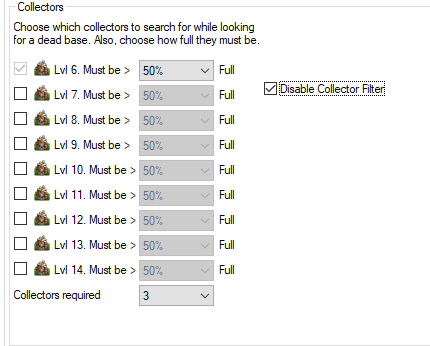 Collectors
Choose which collectors to search for while looking
for a dead base. Also, choose how full they must be.
Lvl 6. Must be > 50% Full
Lvl 7. Must be > 50% Full
Disable Collector Filter
Lvl 8. Must be > 50% Full
Lvl 9. Must be > 50% Full
Lvl 10. Must be > 50% Full
Lvl 11. Must be > 50% Full
Lvl 12. Must be > 50% Full
Lvl 13. Must be > 50% Full
Lvl 14. Must be > 50% Full
Collectors required 3